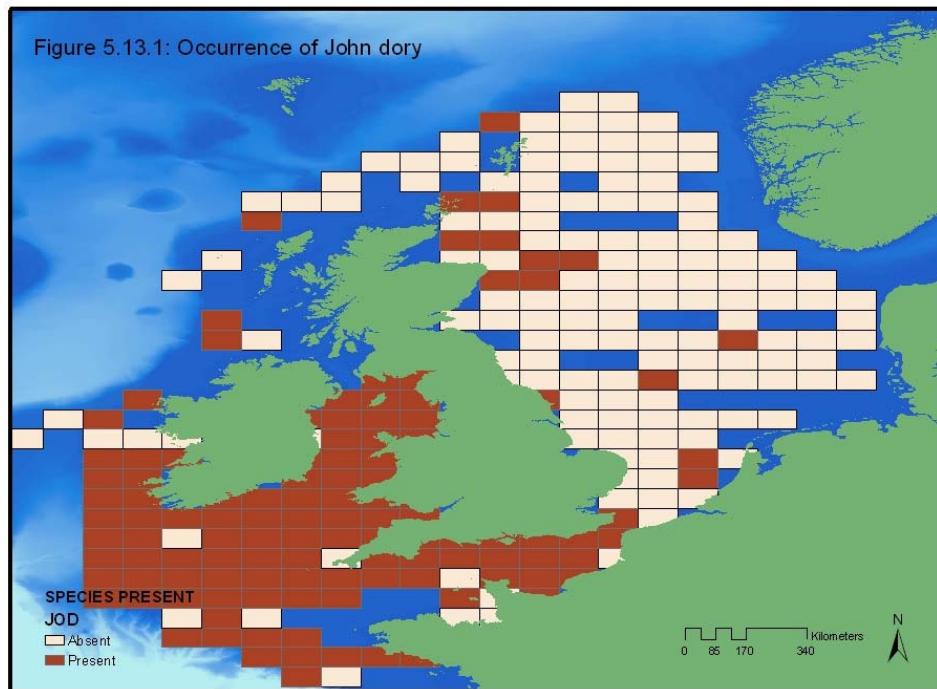 Figure 5.13.1: Occurrence of John dory
SPECIES PRESENT
JOD
Absent
Present
N
Kilometers
0 85 170 340